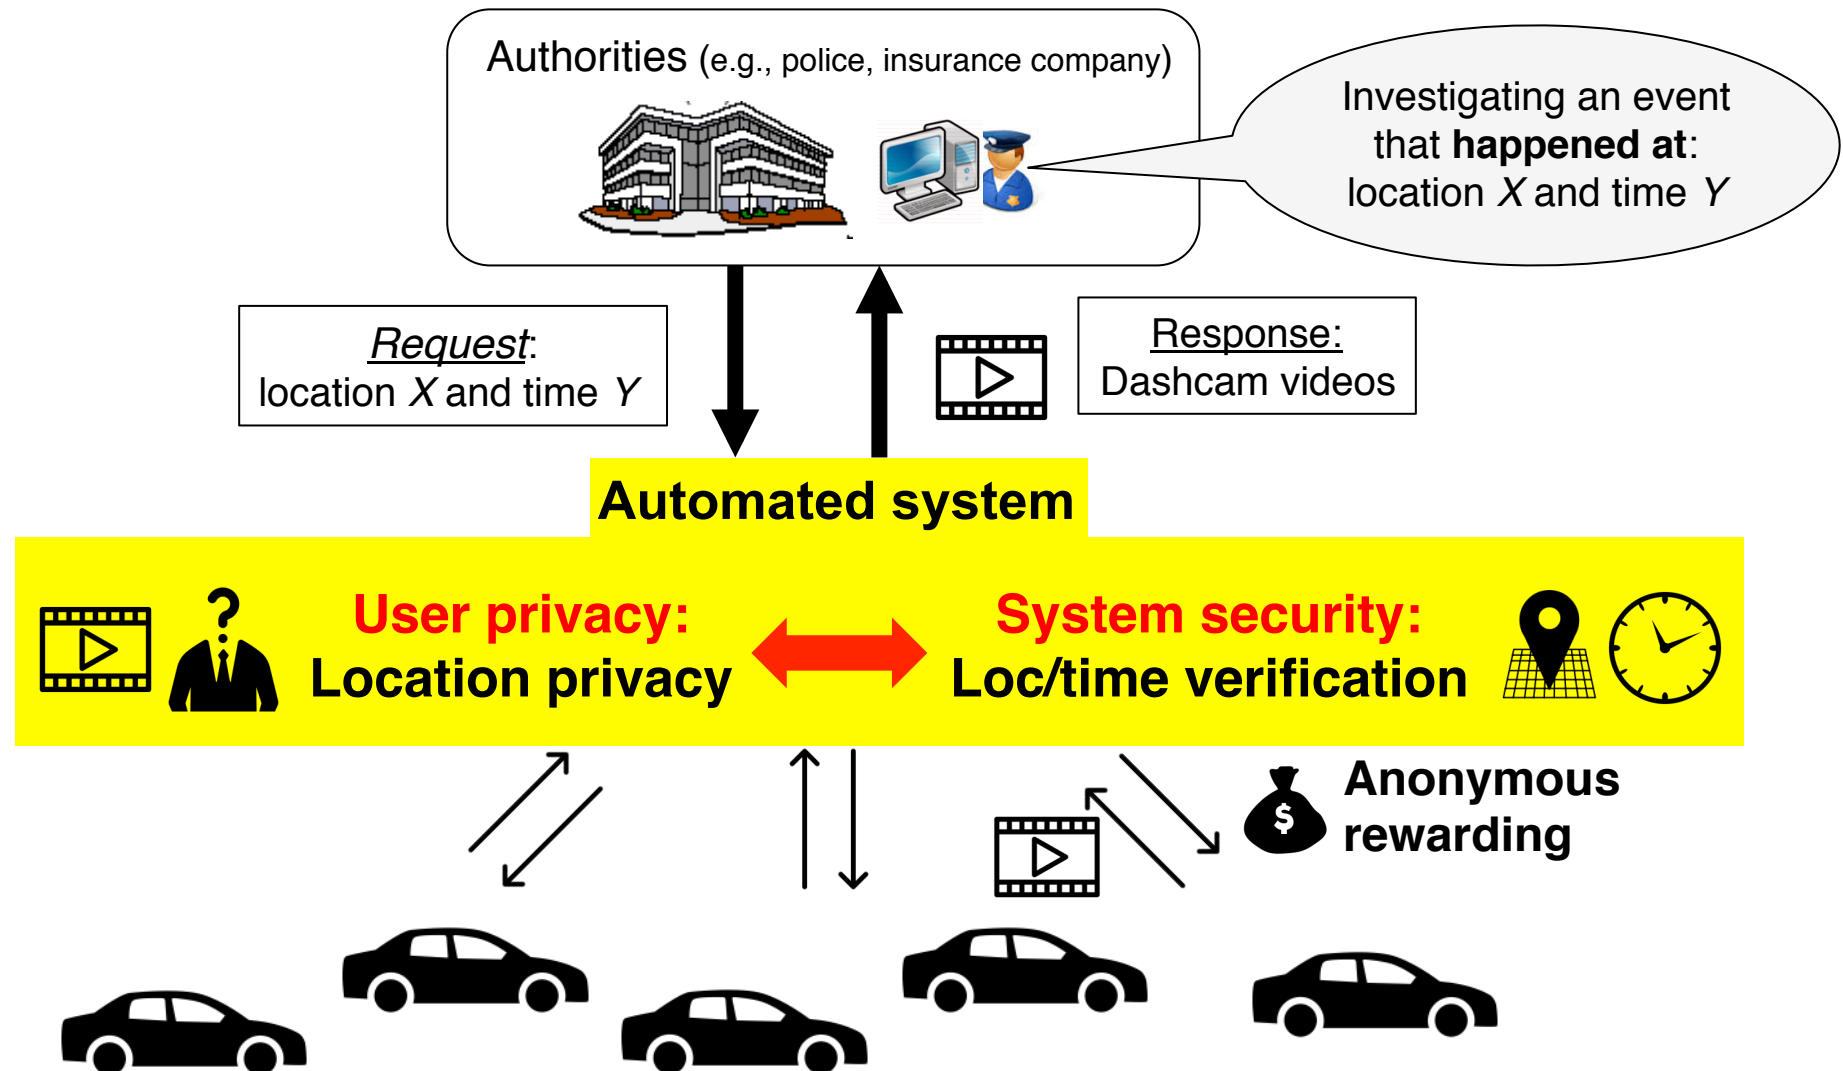 Authorities (e.g., police, insurance company)
Investigating an event
that happened at:
location X and time Y
Request:
location X and time Y
Response:
Dashcam videos
Automated system
?
User privacy:
Location privacy
System security:
Loc/time verification
$
Anonymous
rewarding